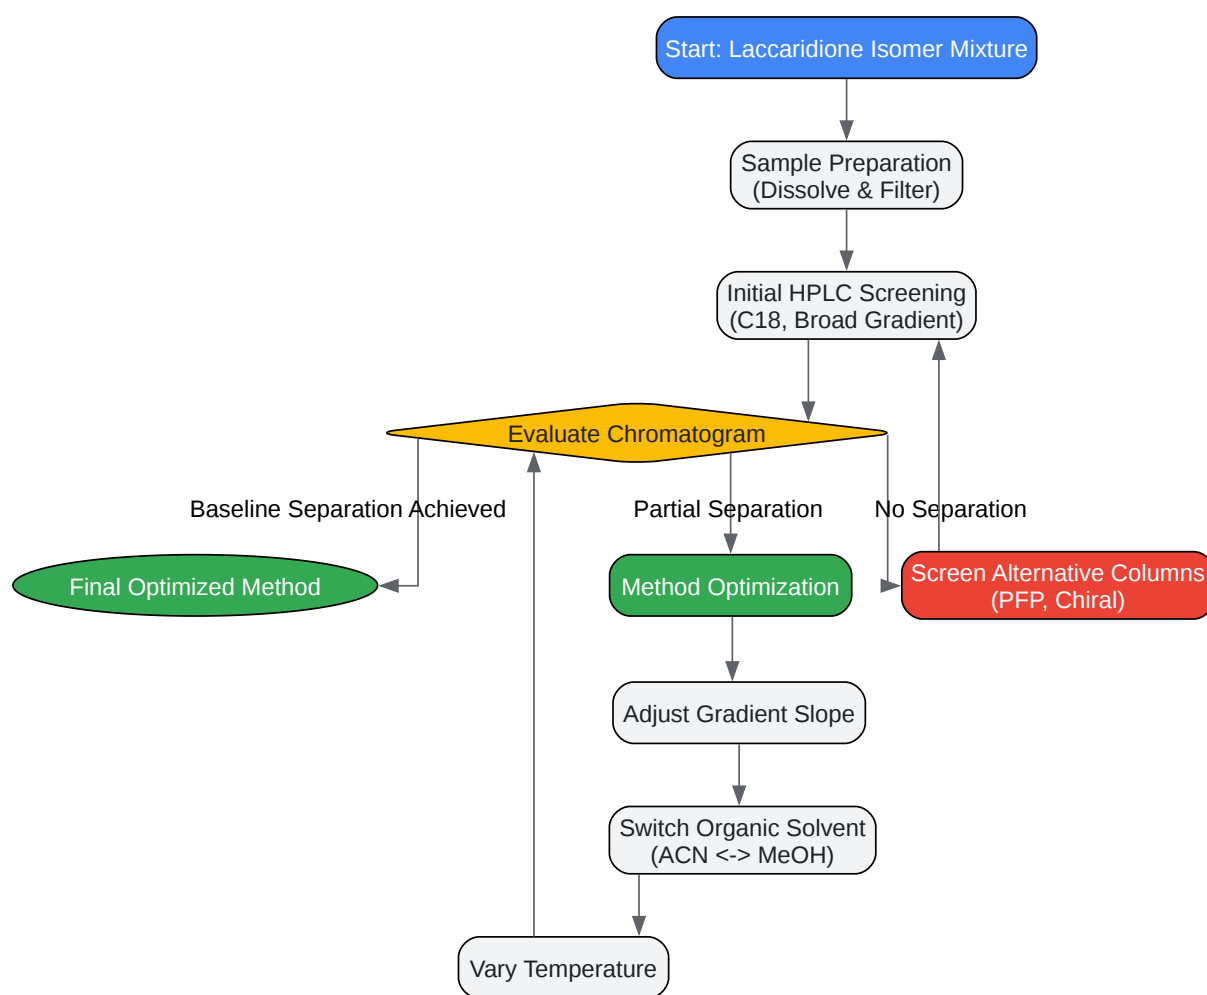 Start: Laccaridione Isomer Mixture
Sample Preparation
(Dissolve & Filter)
Initial HPLC Screening
(C18, Broad Gradient)
Evaluate Chromatogram
Baseline Separation Achieved
Partial Separation
No Separation
Final Optimized Method
Method Optimization
Screen Alternative Columns
(PFP, Chiral)
Adjust Gradient Slope
Switch Organic Solvent
(ACN <-> MeOH)
Vary Temperature